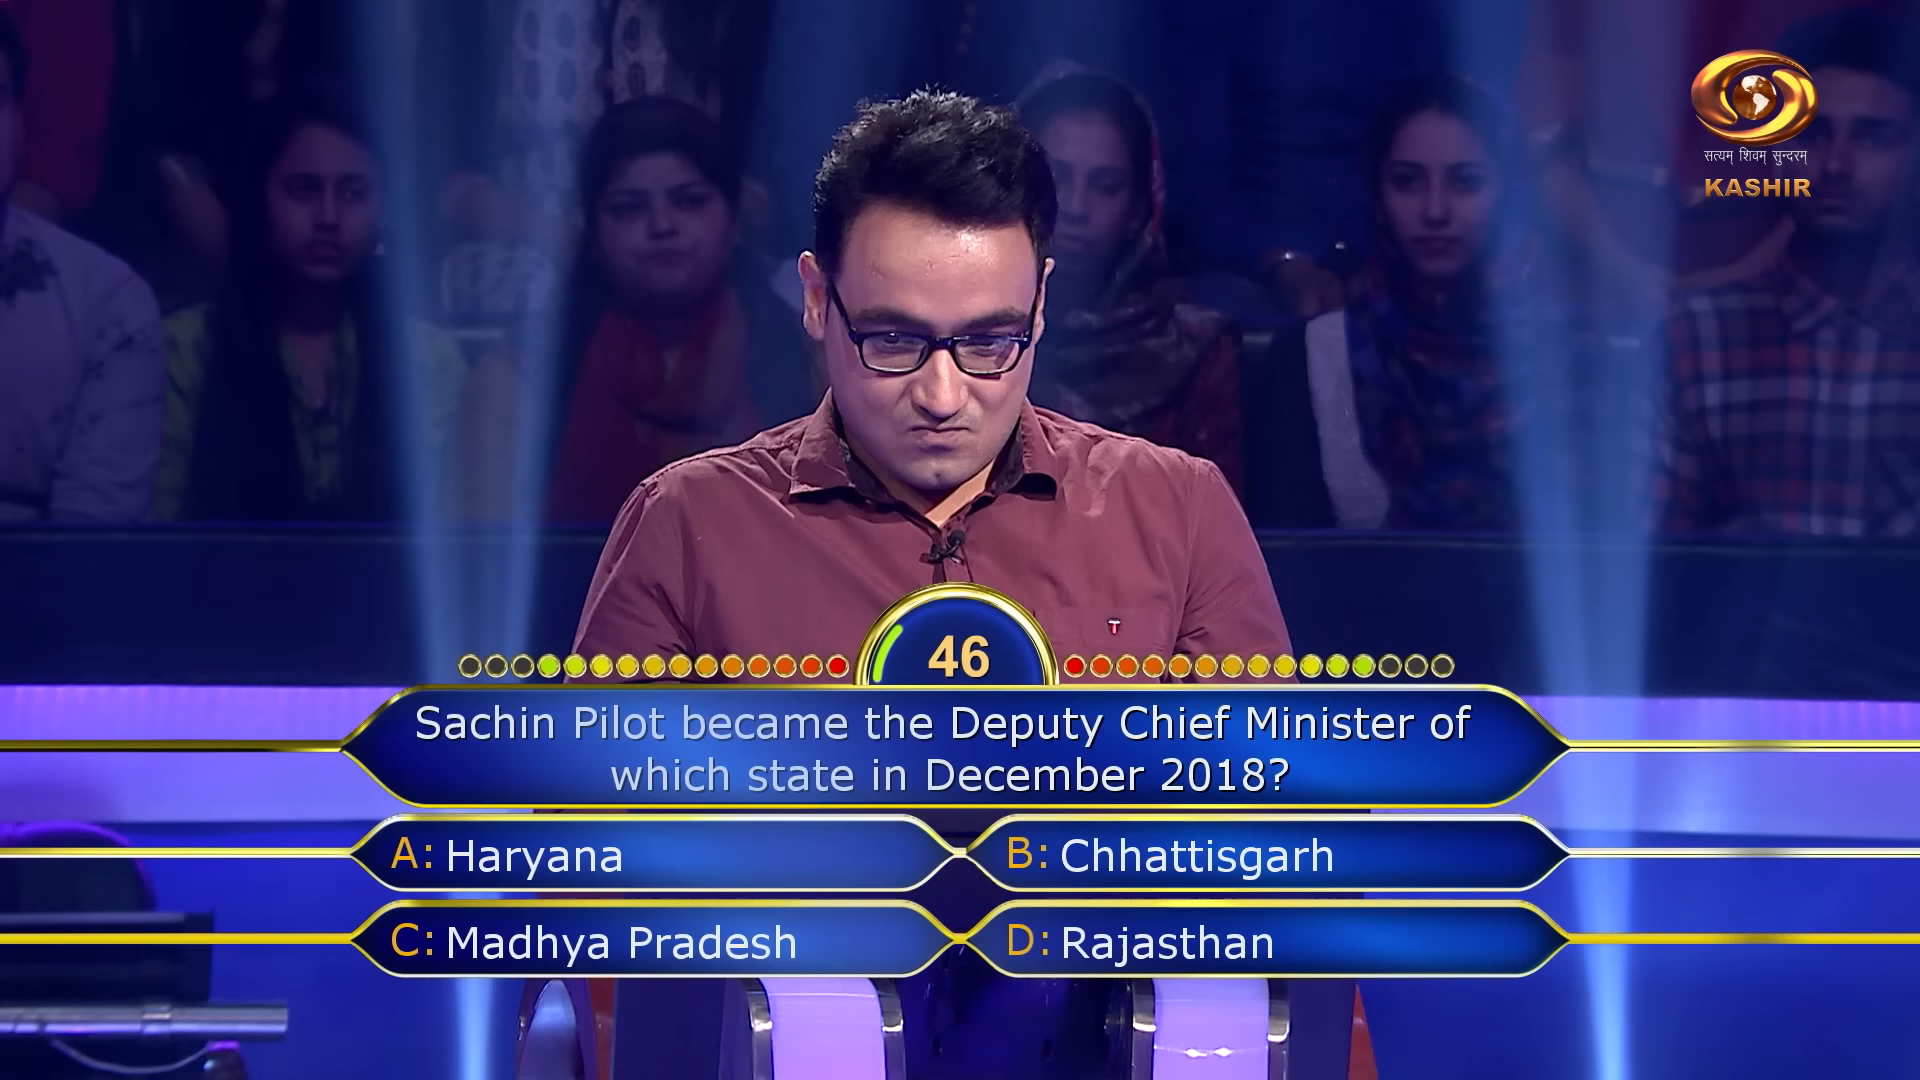 सत्यम् शिवम् सुन्दरम्
KASHIR
46
T
Sachin Pilot became the Deputy Chief Minister of
which state in December 2018?
A: Haryana
B: Chhattisgarh
C: Madhya Pradesh
D: Rajasthan